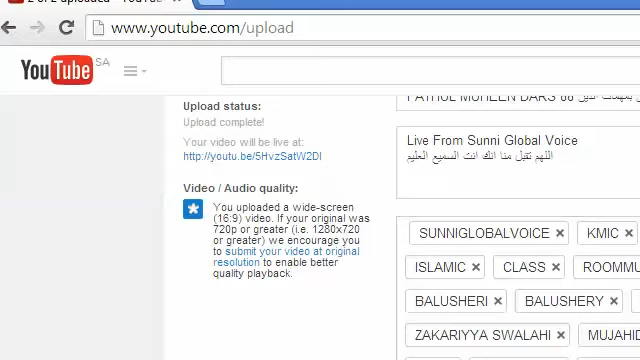 2 of 2 uploaded - YouTube
www.youtube.com/upload
YouTube SA
Upload status:
Upload complete!
Your video will be live at:
http://youtu.be/5HvzSatW2DI
Video / Audio quality:
You uploaded a wide-screen
(16:9) video. If your original was
720p or greater (i.e. 1280x720
or greater) we encourage you
to submit your video at original
resolution to enable better
quality playback.
FATHUL MUHEEN DARS 66
Live From Sunni Global Voice
اللهم تقبل منا انك انت السميع العليم
SUNNIGLOBALVOICE
KMIC
ISLAMIC
CLASS
ROOMMU
BALUSHERI
BALUSHERY
ZAKARIYYA SWALAHI
MUJAHID